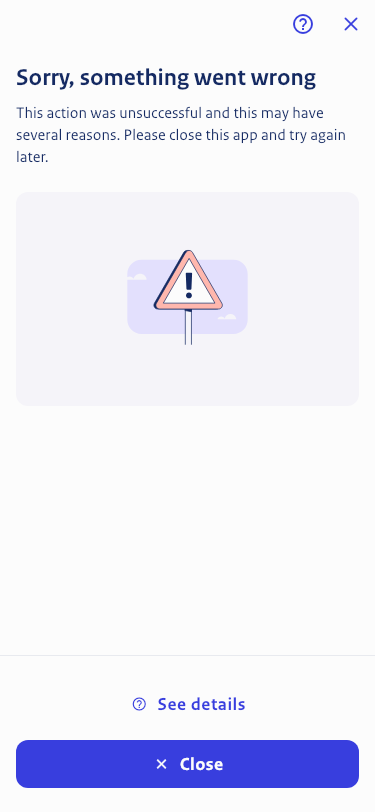 Sorry, something went wrong
This action was unsuccessful and this may have
several reasons. Please close this app and try again
later.
See details
Close